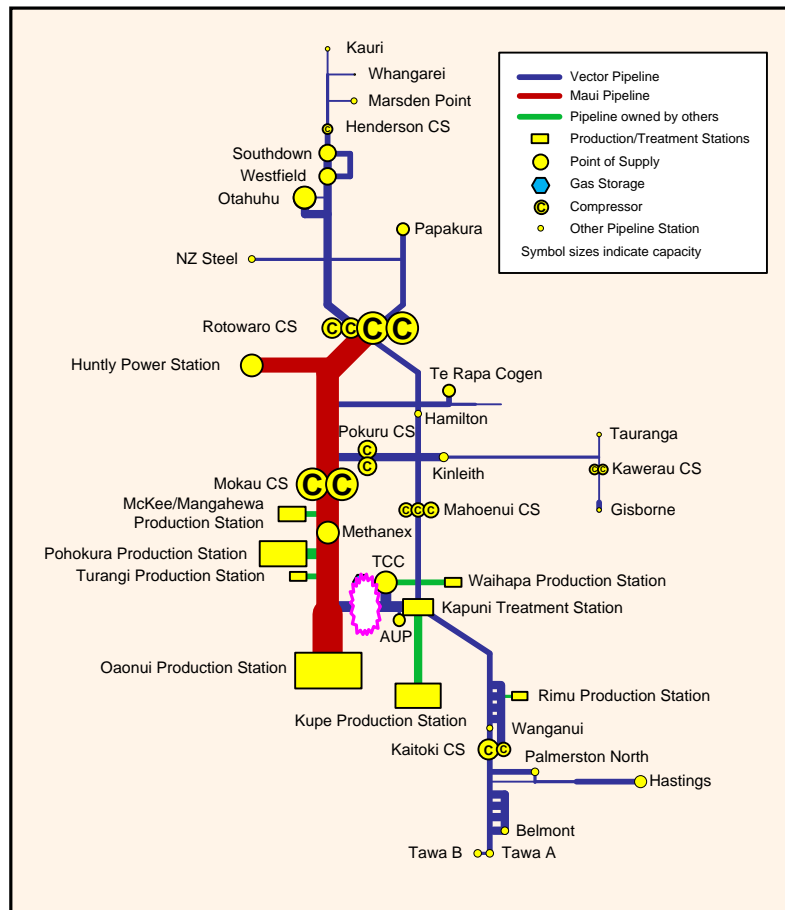 Kauri
Whangarei
Marsden Point
Henderson CS
Southdown
Westfield
Otahuhu
Papakura
NZ Steel
Rotowaro CS
C
C
C
C
C
Huntly Power Station
Te Rapa Cogen
Hamilton
Pokuru CS
C
C
Kinleith
Tauranga
Kawerau CS
C
C
Gisborne
Mokau CS
C
C
McKee/Mangahewa
Production Station
Mahoenui CS
C
C
C
Methanex
Pohokura Production Station
Turangi Production Station
TCC
Waihapa Production Station
Kapuni Treatment Station
AUP
Oaonui Production Station
Kupe Production Station
Rimu Production Station
Wanganui
Kaitoki CS
C
C
Palmerston North
Hastings
Belmont
Tawa B
Tawa A
Vector Pipeline
Maui Pipeline
Pipeline owned by others
Production/Treatment Stations
Point of Supply
Gas Storage
C
Compressor
Other Pipeline Station
Symbol sizes indicate capacity